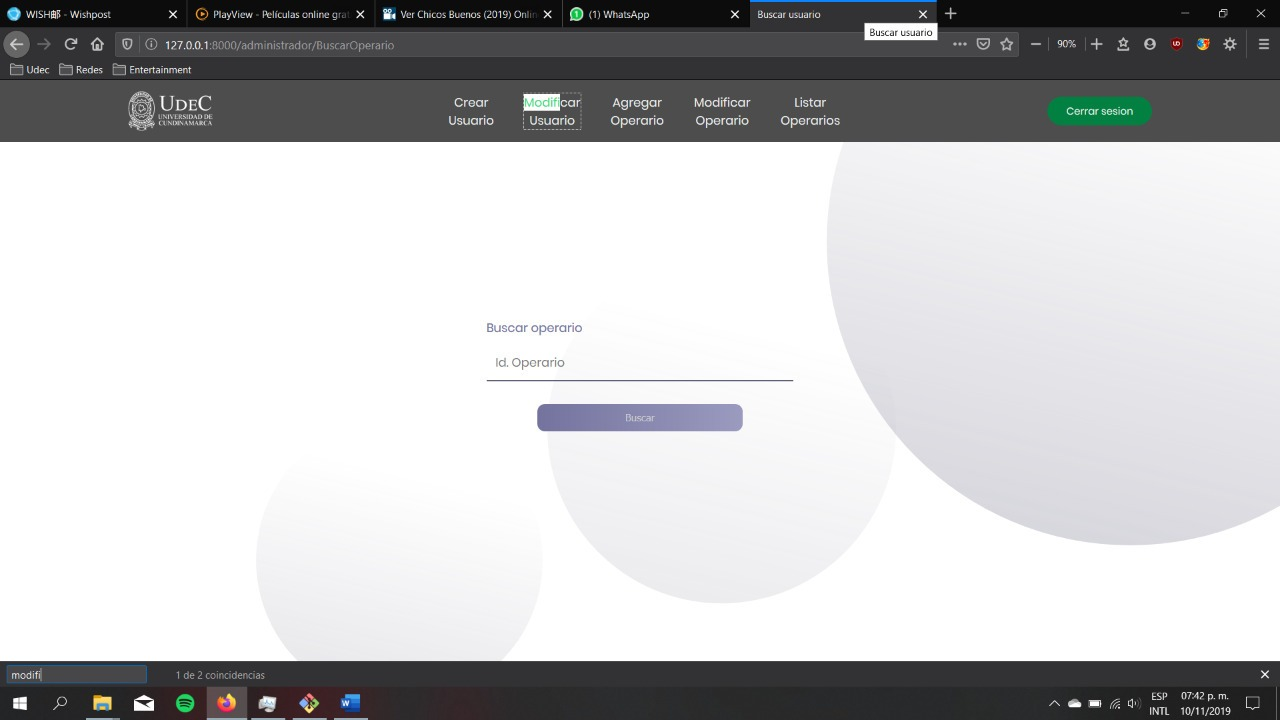 WISH邮 - Wishpost
PlayView - Películas online grat
Ver Chicos Buenos (2019) Onlin
(1) WhatsApp
Buscar usuario
Buscar usuario
127.0.0.1:8000/administrador/BuscarOperario
90%
Udec
Redes
Entertainment
UDEC
UNIVERSIDAD DE
CUNDINAMARCA
Crear
Usuario
Modificar
Usuario
Agregar
Operario
Modificar
Operario
Listar
Operarios
Cerrar sesion
Buscar operario
Id. Operario
Buscar
modifi
1 de 2 coincidencias
ESP
INTL
07:42 p. m.
10/11/2019